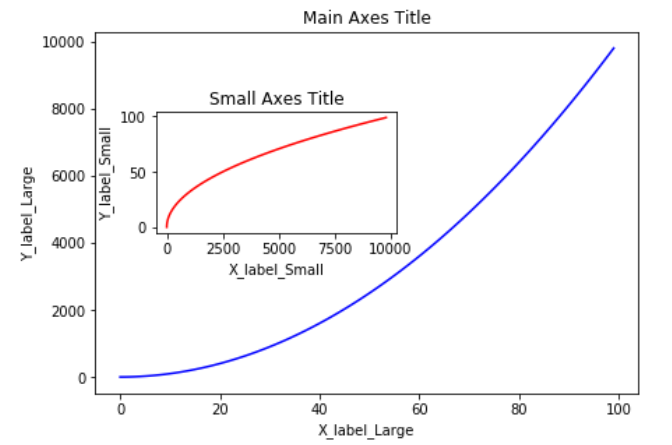 Main Axes Title
10000
8000
6000
4000
2000
0
Y_label_Large
Small Axes Title
100
50
0
Y_label_Small
0 2500 5000 7500 10000
X_label_Small
0 20 40 60 80 100
X_label_Large